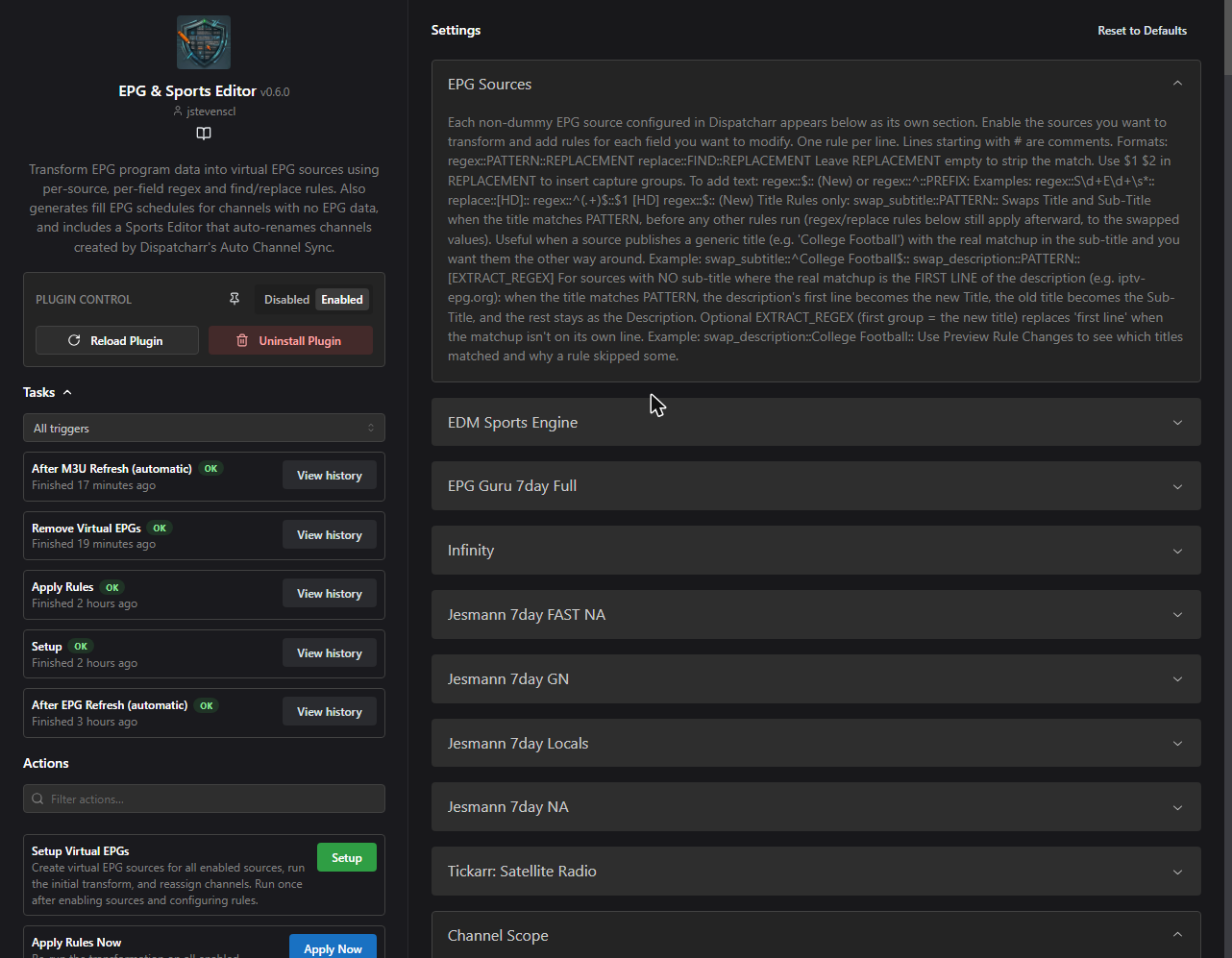 EPG & Sports Editor v0.6.0
jstevenscl
Transform EPG program data into virtual EPG sources using
per-source, per-field regex and find/replace rules. Also
generates fill EPG schedules for channels with no EPG data,
and includes a Sports Editor that auto-renames channels
created by Dispatcharr's Auto Channel Sync.
PLUGIN CONTROL
Disabled
Enabled
Reload Plugin
Uninstall Plugin
Tasks
All triggers
After M3U Refresh (automatic) OK
Finished 17 minutes ago
View history
Remove Virtual EPGs OK
Finished 19 minutes ago
View history
Apply Rules OK
Finished 2 hours ago
View history
Setup OK
Finished 2 hours ago
View history
After EPG Refresh (automatic) OK
Finished 3 hours ago
View history
Actions
Filter actions...
Setup Virtual EPGs
Create virtual EPG sources for all enabled sources, run
the initial transform, and reassign channels. Run once
after enabling sources and configuring rules.
Setup
Apply Rules Now
Apply Now
Settings
Reset to Defaults
EPG Sources
Each non-dummy EPG source configured in Dispatcharr appears below as its own section. Enable the sources you want to
transform and add rules for each field you want to modify. One rule per line. Lines starting with # are comments. Formats:
regex::PATTERN::REPLACEMENT replace::FIND::REPLACEMENT Leave REPLACEMENT empty to strip the match. Use $1 $2 in
REPLACEMENT to insert capture groups. To add text: regex::$:: (New) or regex::^::PREFIX: Examples: regex::S\d+E\d+\s*::
replace::[HD]:: regex::^(.+)$::$1 [HD] regex::$:: (New) Title Rules only: swap_subtitle::PATTERN:: Swaps Title and Sub-Title
when the title matches PATTERN, before any other rules run (regex/replace rules below still apply afterward, to the swapped
values). Useful when a source publishes a generic title (e.g. 'College Football') with the real matchup in the sub-title and you
want them the other way around. Example: swap_subtitle::^College Football$:: swap_description::PATTERN::
[EXTRACT_REGEX] For sources with NO sub-title where the real matchup is the FIRST LINE of the description (e.g. iptv-
epg.org): when the title matches PATTERN, the description's first line becomes the new Title, the old title becomes the Sub-
Title, and the rest stays as the Description. Optional EXTRACT_REGEX (first group = the new title) replaces 'first line' when
the matchup isn't on its own line. Example: swap_description::College Football:: Use Preview Rule Changes to see which titles
matched and why a rule skipped some.
EDM Sports Engine
EPG Guru 7day Full
Infinity
Jesmann 7day FAST NA
Jesmann 7day GN
Jesmann 7day Locals
Jesmann 7day NA
Tickarr: Satellite Radio
Channel Scope